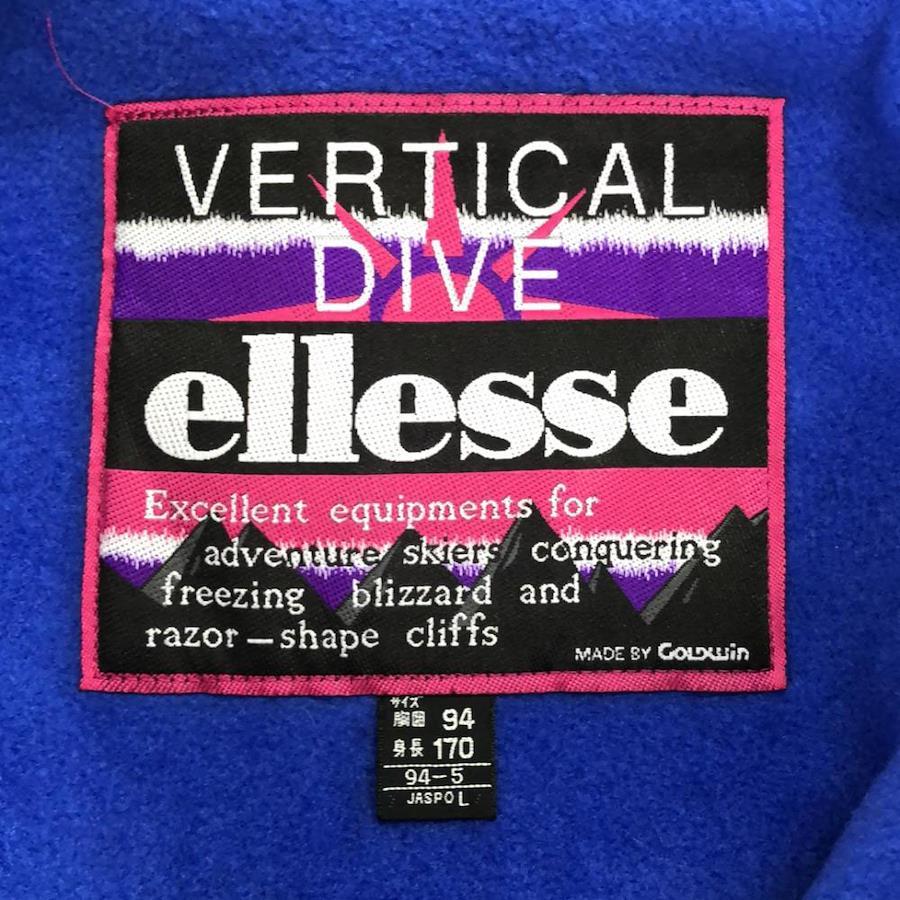 VERTICAL
DIVE
ellesse
Excellent equipments for
adventure skiers conquering
freezing blizzard and
razor–shape cliffs
MADE BY GOLDWIN
サイズ
胸囲 94
身長 170
94-5
JASPO L